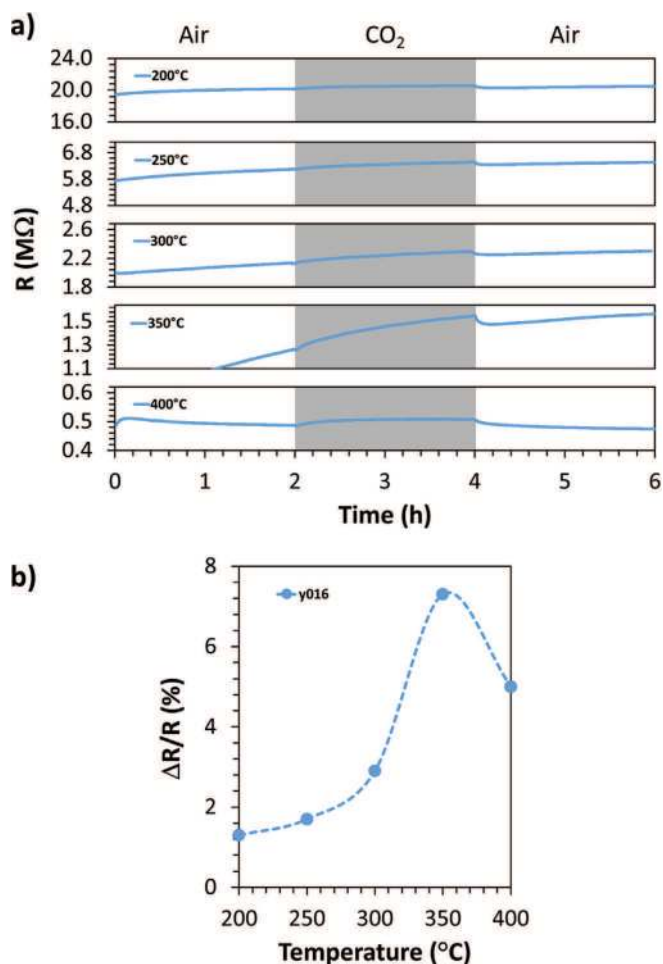 a)
Air CO₂ Air
24.0
200°C
20.0
16.0
6.8
250°C
5.8
4.8
2.6
300°C
2.2
1.8
R (MΩ)
1.5
350°C
1.3
1.1
0.6
400°C
0.5
0.4
0 1 2 3 4 5 6
Time (h)
b)
8
y016
6
4
2
0
ΔR/R (%)
200 250 300 350 400
Temperature (°C)